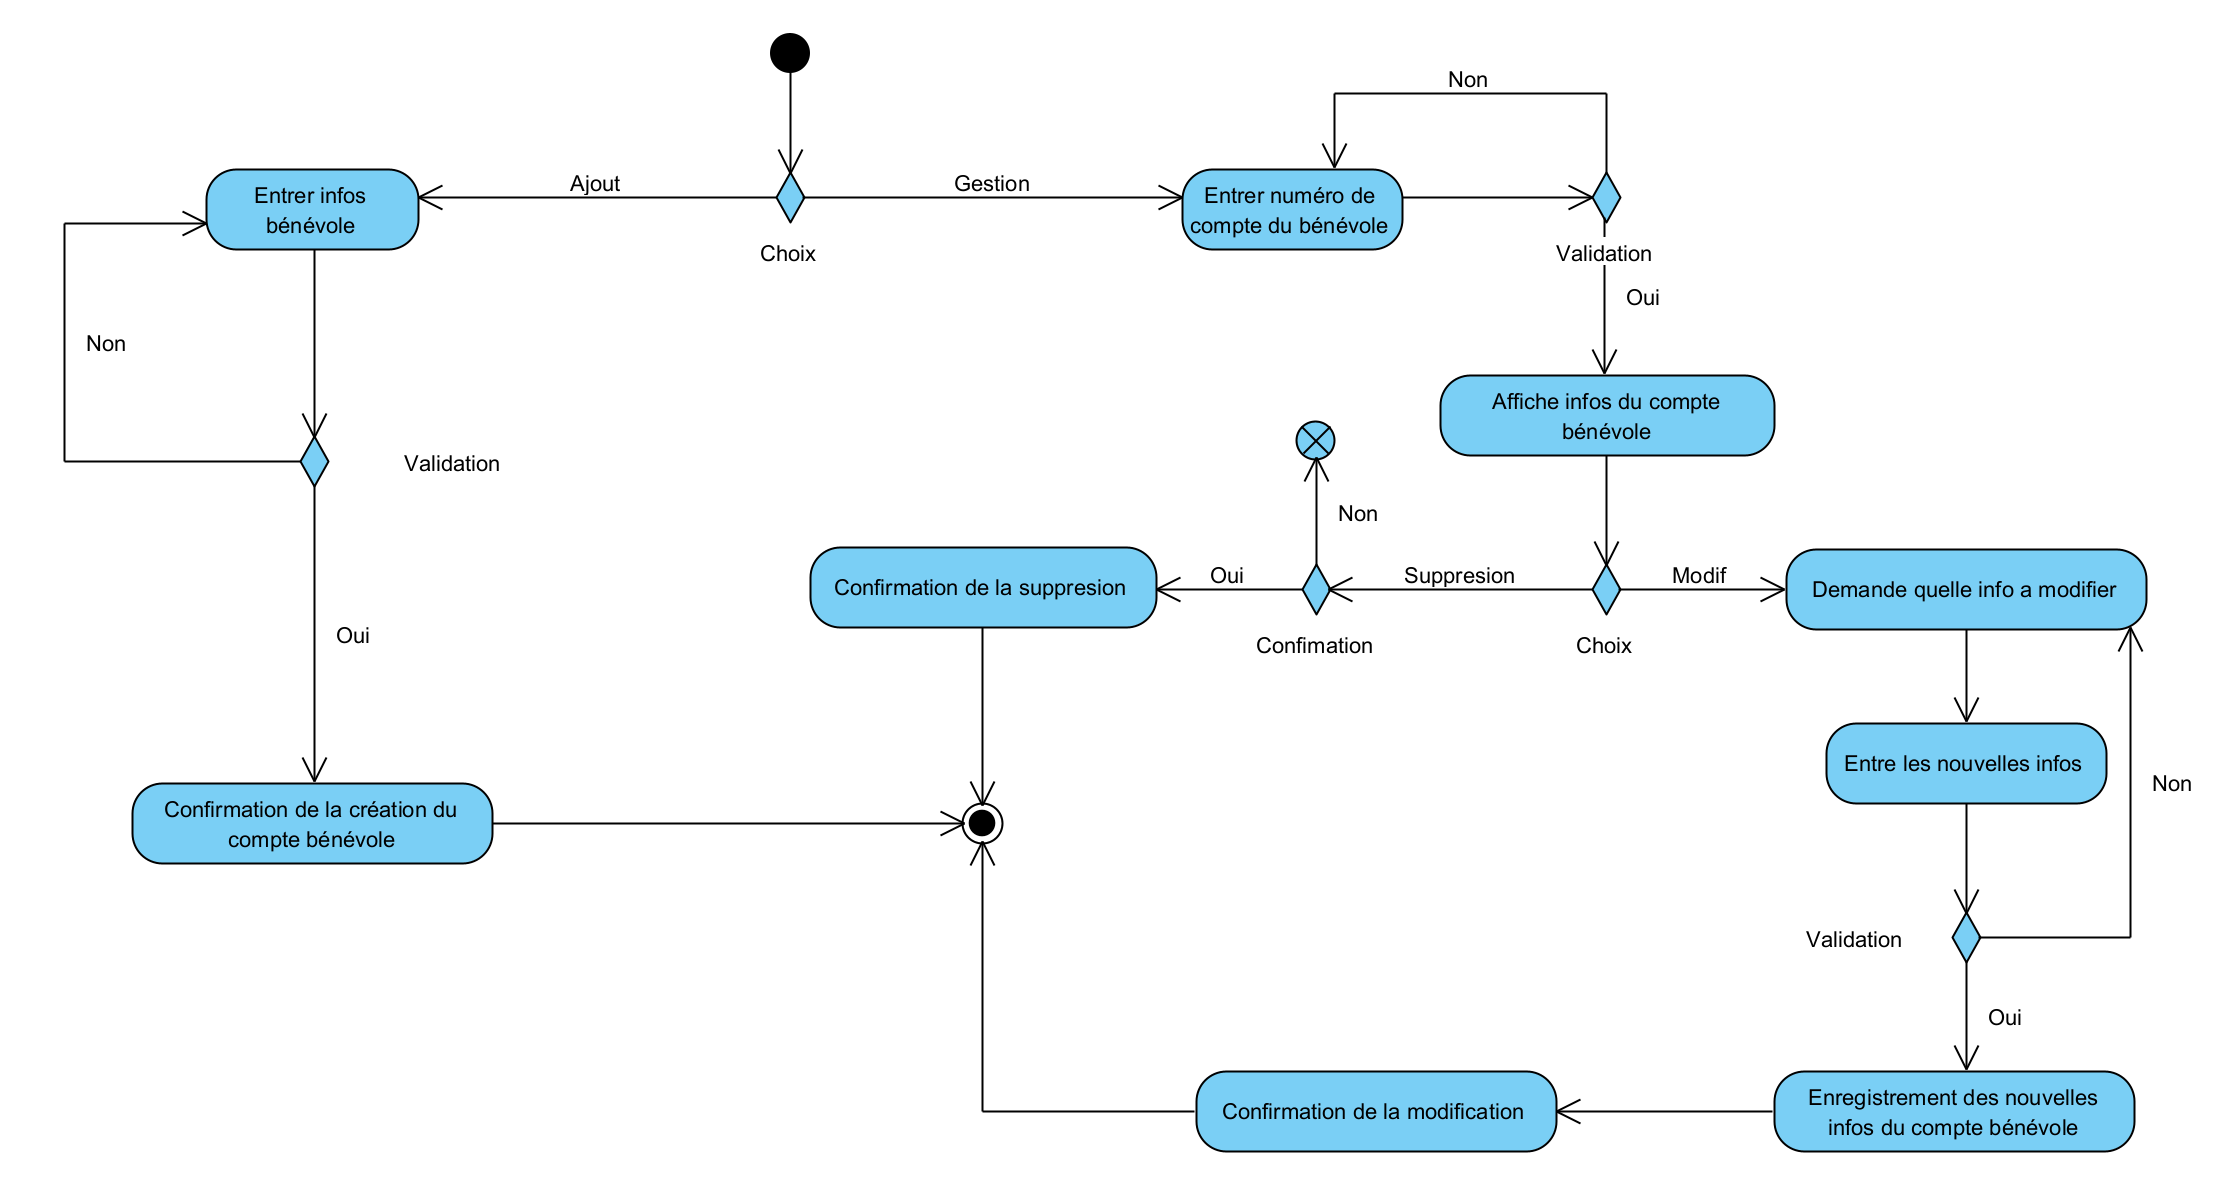 Non
Entrer infos
bénévole
Ajout
Gestion
Entrer numéro de
compte du bénévole
Choix
Validation
Oui
Non
Affiche infos du compte
bénévole
Validation
Non
Confirmation de la suppresion
Oui
Suppresion
Modif
Demande quelle info a modifier
Oui
Confimation
Choix
Entre les nouvelles infos
Non
Confirmation de la création du
compte bénévole
Validation
Oui
Confirmation de la modification
Enregistrement des nouvelles
infos du compte bénévole